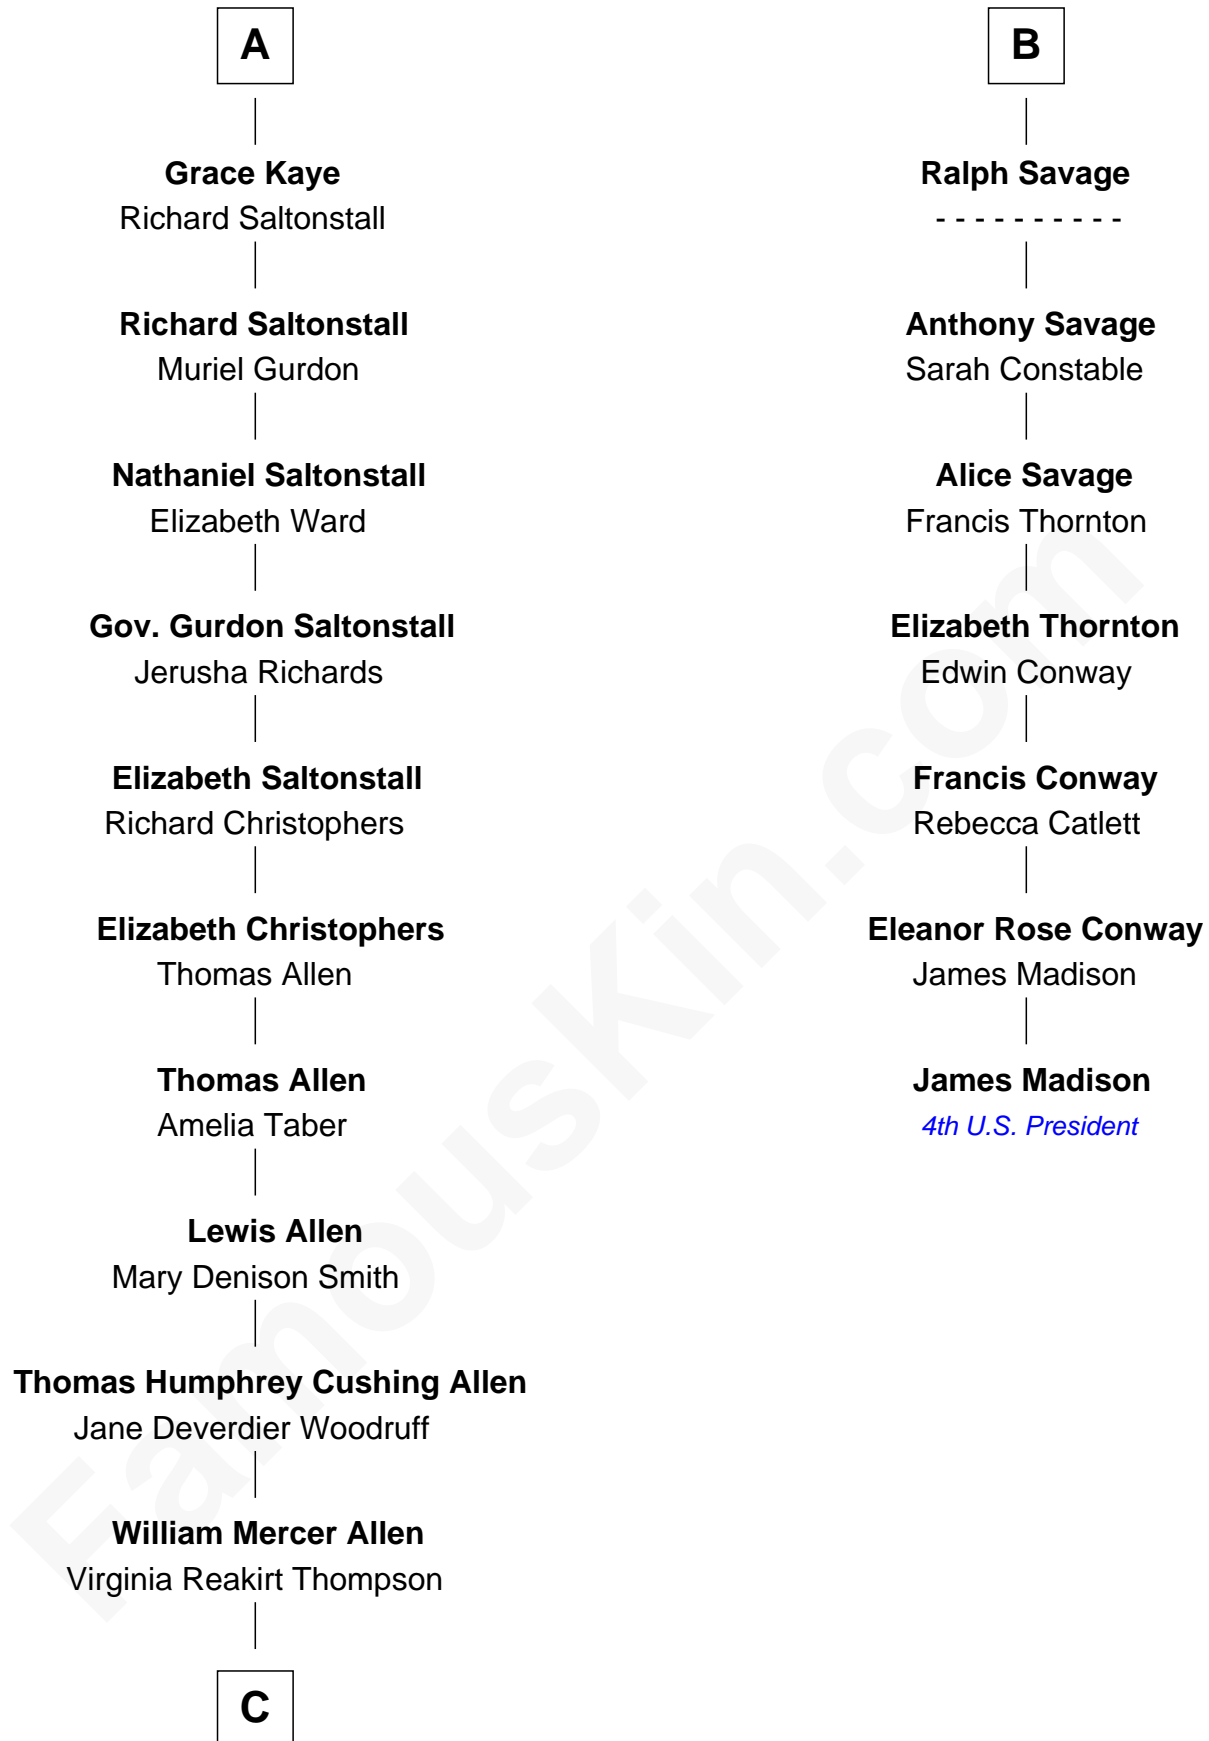 A
Grace Kaye
Richard Saltonstall
Richard Saltonstall
Muriel Gurdon
Nathaniel Saltonstall
Elizabeth Ward
Gov. Gurdon Saltonstall
Jerusha Richards
Elizabeth Saltonstall
Richard Christophers
Elizabeth Christophers
Thomas Allen
Thomas Allen
Amelia Taber
Lewis Allen
Mary Denison Smith
Thomas Humphrey Cushing Allen
Jane Deverdier Woodruff
William Mercer Allen
Virginia Reakirt Thompson
C
B
Ralph Savage
- - - - - - - - - -
Anthony Savage
Sarah Constable
Alice Savage
Francis Thornton
Elizabeth Thornton
Edwin Conway
Francis Conway
Rebecca Catlett
Eleanor Rose Conway
James Madison
James Madison
4th U.S. President
FamousKin.com